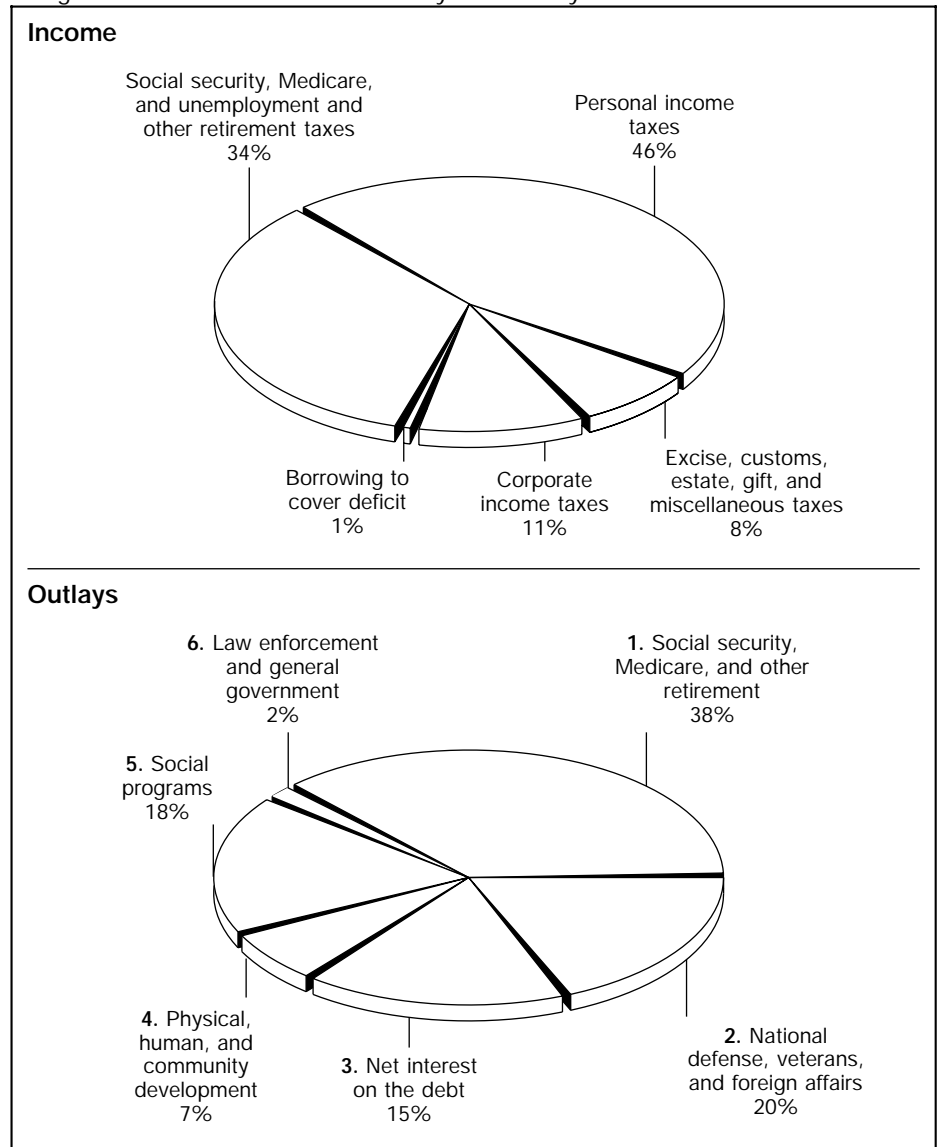 Income
Social security, Medicare,
and unemployment and
other retirement taxes
34%
Personal income
taxes
46%
Borrowing to
cover deficit
1%
Corporate
income taxes
11%
Excise, customs,
estate, gift, and
miscellaneous taxes
8%
Outlays
6. Law enforcement
and general
government
2%
1. Social security,
Medicare, and other
retirement
38%
5. Social
programs
18%
4. Physical,
human, and
community
development
7%
3. Net interest
on the debt
15%
2. National
defense, veterans,
and foreign affairs
20%